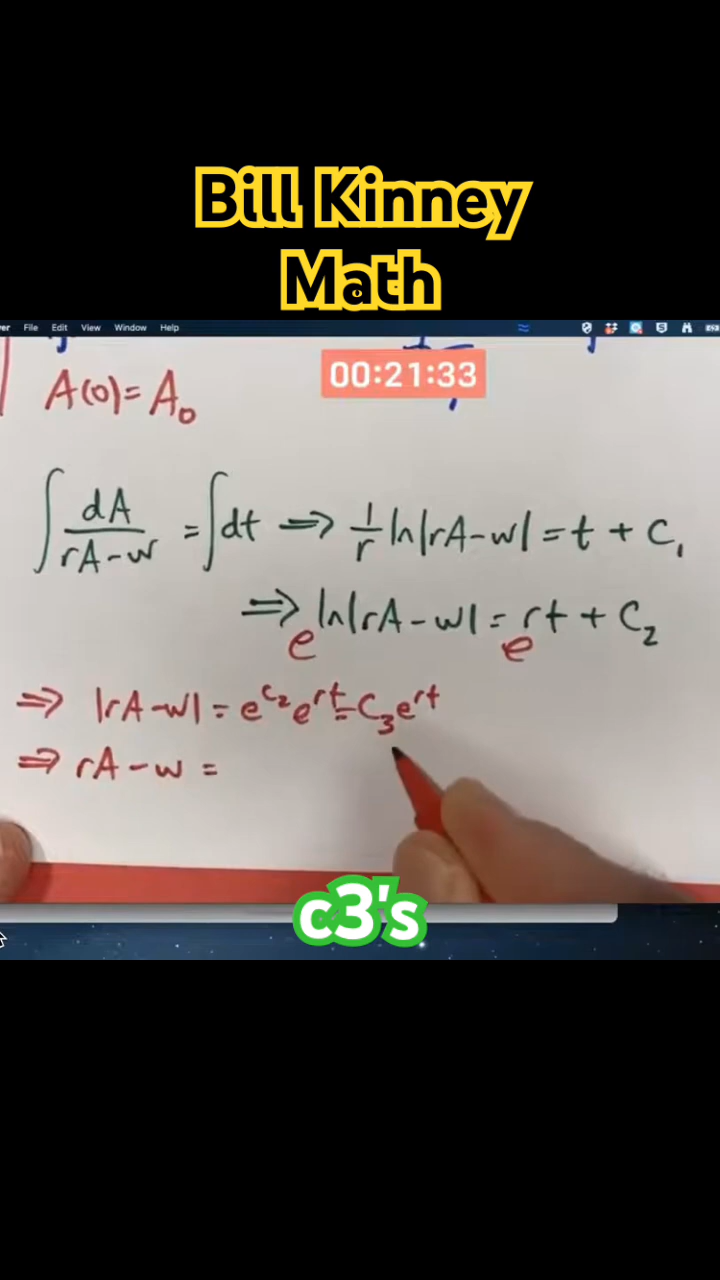 Bill Kinney
Math
er File Edit View Window Help
00:21:33
A(0)=A₀
∫ dA/(rA-w) = ∫dt ⇒ 1/r ln|rA-w| = t + C₁
⇒ ln|rA-w| = rt + C₂
e e
⇒ |rA-w| = e^C₂ e^rt = C₃e^rt
⇒ rA-w =
c3's